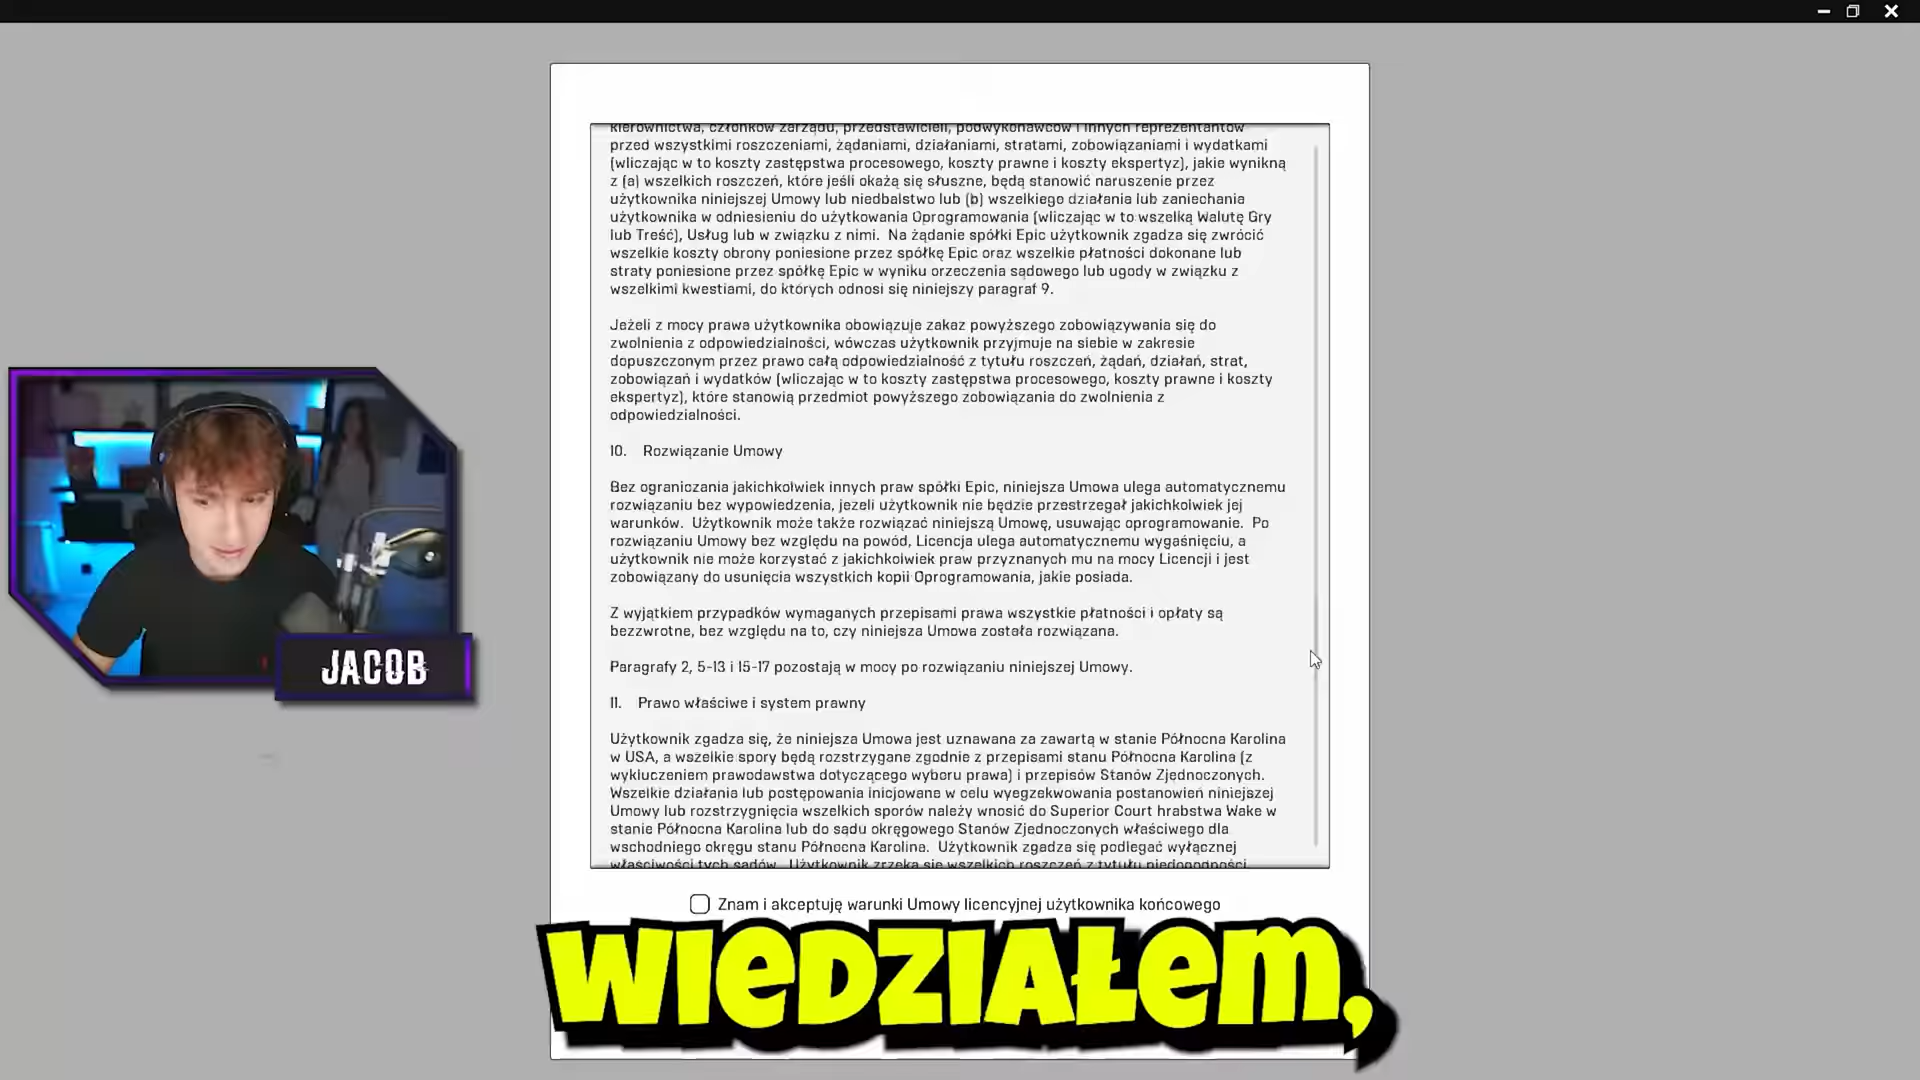 kierownictwa, członków zarządu, przedstawicieli, podwykonawców i innych reprezentantów
przed wszystkimi roszczeniami, żądaniami, działaniami, stratami, zobowiązaniami i wydatkami
(wliczając w to koszty zastępstwa procesowego, koszty prawne i koszty ekspertyz), jakie wynikną
z (a) wszelkich roszczeń, które jeśli okażą się słuszne, będą stanowić naruszenie przez
użytkownika niniejszej Umowy lub niedbalstwo lub (b) wszelkiego działania lub zaniechania
użytkownika w odniesieniu do użytkowania Oprogramowania (wliczając w to wszelką Walutę Gry
lub Treść), Usług lub w związku z nimi. Na żądanie spółki Epic użytkownik zgadza się zwrócić
wszelkie koszty obrony poniesione przez spółkę Epic oraz wszelkie płatności dokonane lub
straty poniesione przez spółkę Epic w wyniku orzeczenia sądowego lub ugody w związku z
wszelkimi kwestiami, do których odnosi się niniejszy paragraf 9.
Jeżeli z mocy prawa użytkownika obowiązuje zakaz powyższego zobowiązywania się do
zwolnienia z odpowiedzialności, wówczas użytkownik przyjmuje na siebie w zakresie
dopuszczonym przez prawo całą odpowiedzialność z tytułu roszczeń, żądań, działań, strat,
zobowiązań i wydatków (wliczając w to koszty zastępstwa procesowego, koszty prawne i koszty
ekspertyz), które stanowią przedmiot powyższego zobowiązania do zwolnienia z
odpowiedzialności.
10. Rozwiązanie Umowy
Bez ograniczania jakichkolwiek innych praw spółki Epic, niniejsza Umowa ulega automatycznemu
rozwiązaniu bez wypowiedzenia, jeżeli użytkownik nie będzie przestrzegał jakichkolwiek jej
warunków. Użytkownik może także rozwiązać niniejszą Umowę, usuwając oprogramowanie. Po
rozwiązaniu Umowy bez względu na powód, Licencja ulega automatycznemu wygaśnięciu, a
użytkownik nie może korzystać z jakichkolwiek praw przyznanych mu na mocy Licencji i jest
zobowiązany do usunięcia wszystkich kopii Oprogramowania, jakie posiada.
Z wyjątkiem przypadków wymaganych przepisami prawa wszystkie płatności i opłaty są
bezzwrotne, bez względu na to, czy niniejsza Umowa została rozwiązana.
Paragrafy 2, 5-13 i 15-17 pozostają w mocy po rozwiązaniu niniejszej Umowy.
11. Prawo właściwe i system prawny
Użytkownik zgadza się, że niniejsza Umowa jest uznawana za zawartą w stanie Północna Karolina
w USA, a wszelkie spory będą rozstrzygane zgodnie z przepisami stanu Północna Karolina (z
wykluczeniem prawodawstwa dotyczącego wyboru prawa) i przepisów Stanów Zjednoczonych.
Wszelkie działania lub postępowania inicjowane w celu wyegzekwowania postanowień niniejszej
Umowy lub rozstrzygnięcia wszelkich sporów należy wnosić do Superior Court hrabstwa Wake w
stanie Północna Karolina lub do sądu okręgowego Stanów Zjednoczonych właściwego dla
wschodniego okręgu stanu Północna Karolina. Użytkownik zgadza się podlegać wyłącznej
właściwości tych sądów. Użytkownik zrzeka się wszelkich roszczeń z tytułu niedogodności
Znam i akceptuję warunki Umowy licencyjnej użytkownika końcowego
JACOB
WIEDZIAŁEM,